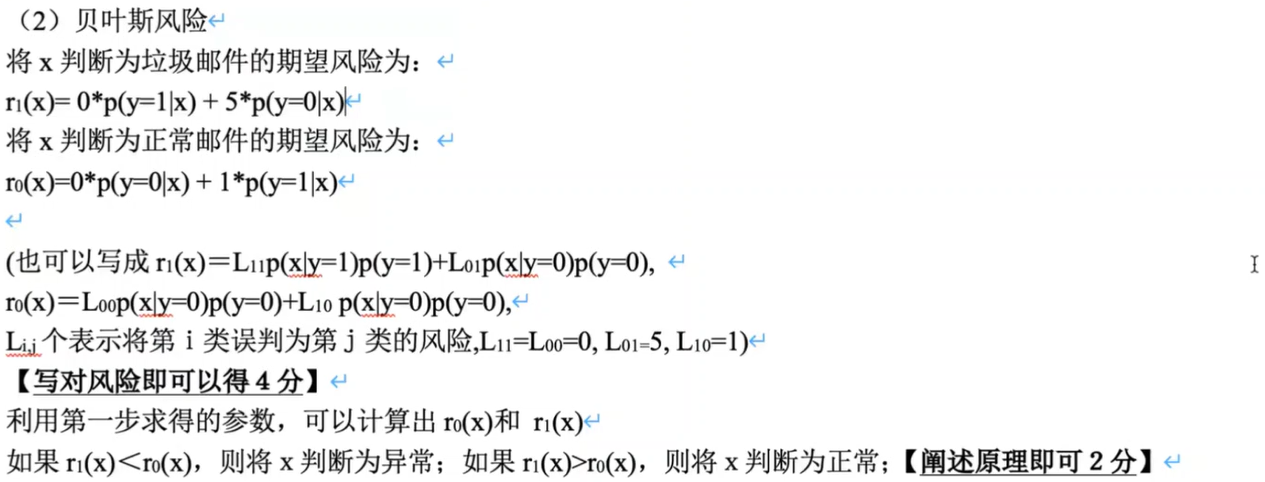 （2）贝叶斯风险
将 x 判断为垃圾邮件的期望风险为：
r1(x)= 0*p(y=1|x) + 5*p(y=0|x)
将 x 判断为正常邮件的期望风险为：
r0(x)=0*p(y=0|x) + 1*p(y=1|x)
(也可以写成 r1(x)＝L11p(x|y=1)p(y=1)+L01p(x|y=0)p(y=0),
r0(x)＝L00p(x|y=0)p(y=0)+L10 p(x|y=0)p(y=0),
Li,j 个表示将第 i 类误判为第 j 类的风险,L11=L00=0, L01=5, L10=1)
【写对风险即可以得 4 分】
利用第一步求得的参数，可以计算出 r0(x)和 r1(x)
如果 r1(x)＜r0(x)，则将 x 判断为异常；如果 r1(x)>r0(x)，则将 x 判断为正常；【阐述原理即可 2 分】